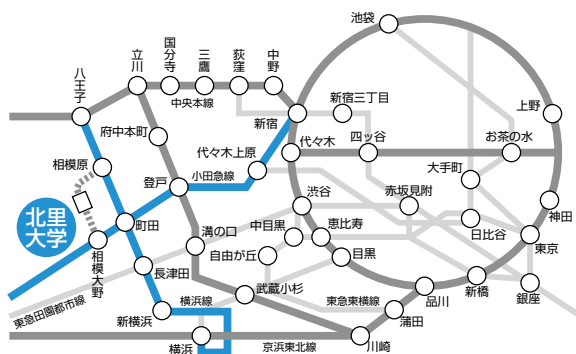 池袋
八王子
立川
国分寺
三鷹
荻窪
中野
中央本線
新宿三丁目
新宿
上野
府中本町
代々木上原
代々木
四ッ谷
お茶の水
相模原
登戸
小田急線
大手町
渋谷
赤坂見附
神田
北里
大学
町田
溝の口
中目黒
恵比寿
日比谷
東京
相模大野
自由が丘
目黒
長津田
武蔵小杉
品川
新橋
銀座
東急田園都市線
横浜線
東急東横線
新横浜
蒲田
横浜
京浜東北線
川崎